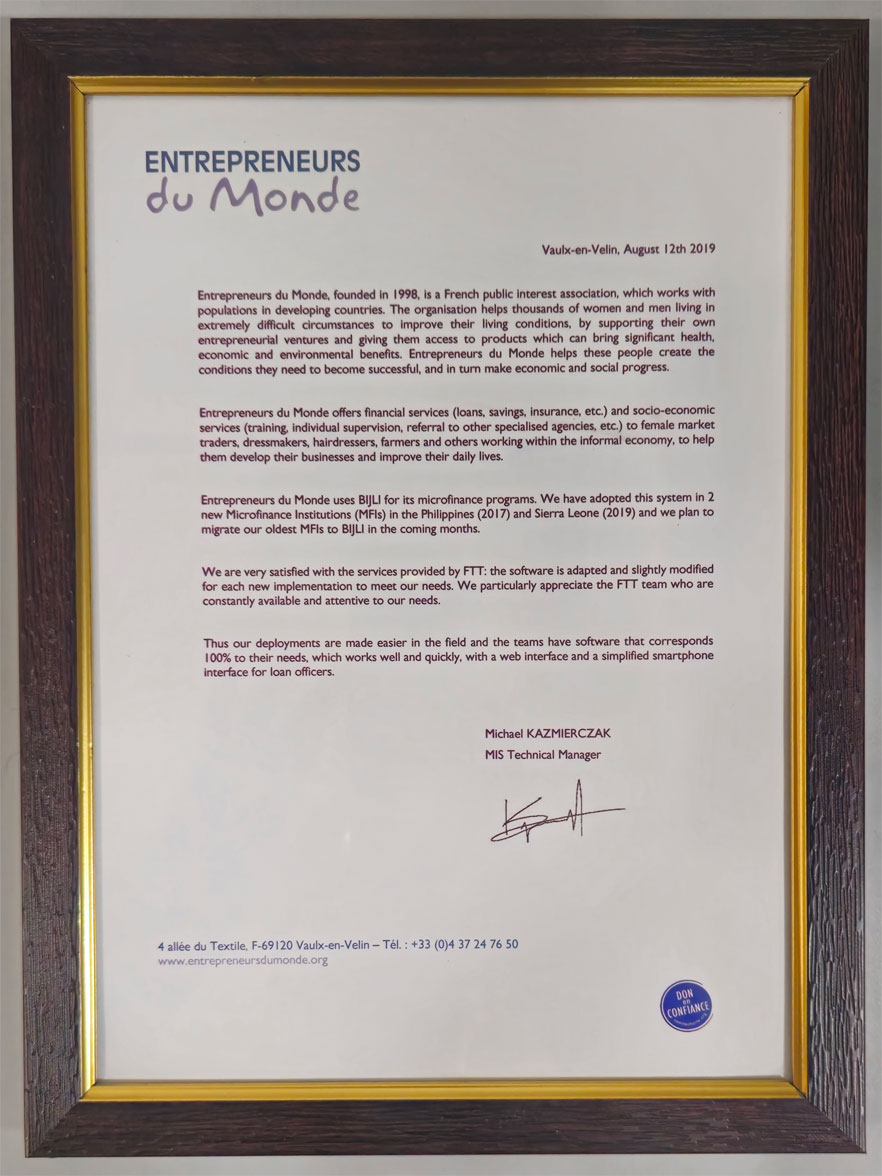 ENTREPRENEURS
du Monde
Vaulx-en-Velin, August 12th 2019
Entrepreneurs du Monde, founded in 1998, is a French public interest association, which works with
populations in developing countries. The organisation helps thousands of women and men living in
extremely difficult circumstances to improve their living conditions, by supporting their own
entrepreneurial ventures and giving them access to products which can bring significant health,
economic and environmental benefits. Entrepreneurs du Monde helps these people create the
conditions they need to become successful, and in turn make economic and social progress.
Entrepreneurs du Monde offers financial services (loans, savings, insurance, etc.) and socio-economic
services (training, individual supervision, referral to other specialised agencies, etc.) to female market
traders, dressmakers, hairdressers, farmers and others working within the informal economy, to help
them develop their businesses and improve their daily lives.
Entrepreneurs du Monde uses BIJLI for its microfinance programs. We have adopted this system in 2
new Microfinance Institutions (MFIs) in the Philippines (2017) and Sierra Leone (2019) and we plan to
migrate our oldest MFIs to BIJLI in the coming months.
We are very satisfied with the services provided by FTT: the software is adapted and slightly modified
for each new implementation to meet our needs. We particularly appreciate the FTT team who are
constantly available and attentive to our needs.
Thus our deployments are made easier in the field and the teams have software that corresponds
100% to their needs, which works well and quickly, with a web interface and a simplified smartphone
interface for loan officers.
Michael KAZMIERCZAK
MIS Technical Manager
4 allée du Textile, F-69120 Vaulx-en-Velin – Tél. : +33 (0)4 37 24 76 50
www.entrepreneursdumonde.org
DON
en
CONFIANCE